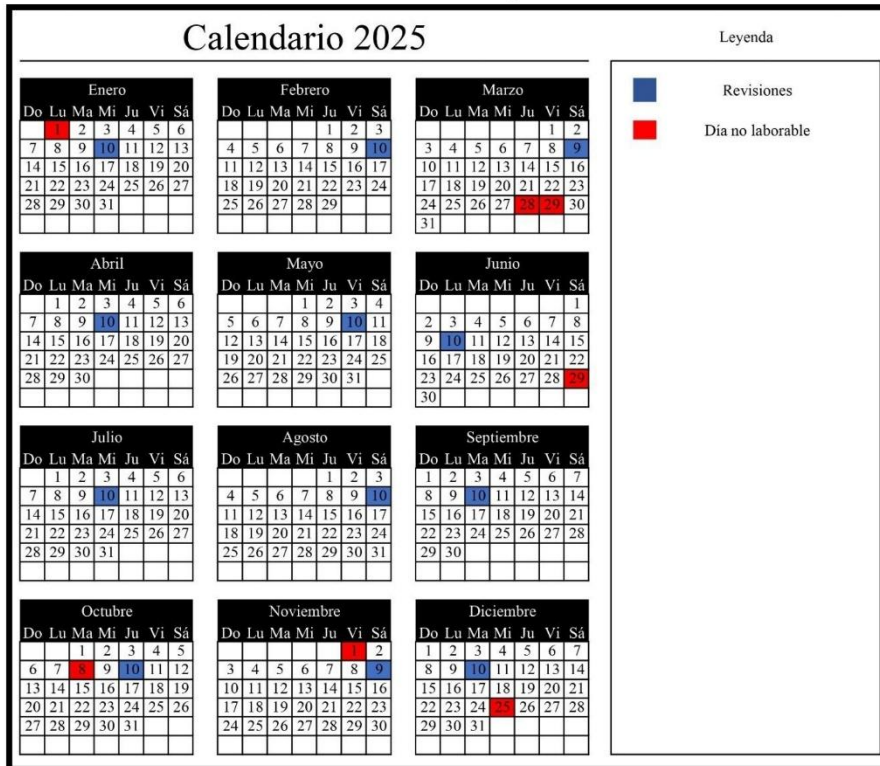 Calendario 2025
Leyenda
Revisiones
Día no laborable
Enero
Do Lu Ma Mi Ju Vi Sá
1 2 3 4 5 6
7 8 9 10 11 12 13
14 15 16 17 18 19 20
21 22 23 24 25 26 27
28 29 30 31
Febrero
Do Lu Ma Mi Ju Vi Sá
1 2 3
4 5 6 7 8 9 10
11 12 13 14 15 16 17
18 19 20 21 22 23 24
25 26 27 28 29
Marzo
Do Lu Ma Mi Ju Vi Sá
1 2
3 4 5 6 7 8 9
10 11 12 13 14 15 16
17 18 19 20 21 22 23
24 25 26 27 28 29 30
31
Abril
Do Lu Ma Mi Ju Vi Sá
1 2 3 4 5 6
7 8 9 10 11 12 13
14 15 16 17 18 19 20
21 22 23 24 25 26 27
28 29 30
Mayo
Do Lu Ma Mi Ju Vi Sá
1 2 3 4
5 6 7 8 9 10 11
12 13 14 15 16 17 18
19 20 21 22 23 24 25
26 27 28 29 30 31
Junio
Do Lu Ma Mi Ju Vi Sá
1
2 3 4 5 6 7 8
9 10 11 12 13 14 15
16 17 18 19 20 21 22
23 24 25 26 27 28 29
30
Julio
Do Lu Ma Mi Ju Vi Sá
1 2 3 4 5 6
7 8 9 10 11 12 13
14 15 16 17 18 19 20
21 22 23 24 25 26 27
28 29 30 31
Agosto
Do Lu Ma Mi Ju Vi Sá
1 2 3
4 5 6 7 8 9 10
11 12 13 14 15 16 17
18 19 20 21 22 23 24
25 26 27 28 29 30 31
Septiembre
Do Lu Ma Mi Ju Vi Sá
1 2 3 4 5 6 7
8 9 10 11 12 13 14
15 16 17 18 19 20 21
22 23 24 25 26 27 28
29 30
Octubre
Do Lu Ma Mi Ju Vi Sá
1 2 3 4 5
6 7 8 9 10 11 12
13 14 15 16 17 18 19
20 21 22 23 24 25 26
27 28 29 30 31
Noviembre
Do Lu Ma Mi Ju Vi Sá
1 2
3 4 5 6 7 8 9
10 11 12 13 14 15 16
17 18 19 20 21 22 23
24 25 26 27 28 29 30
Diciembre
Do Lu Ma Mi Ju Vi Sá
1 2 3 4 5 6 7
8 9 10 11 12 13 14
15 16 17 18 19 20 21
22 23 24 25 26 27 28
29 30 31